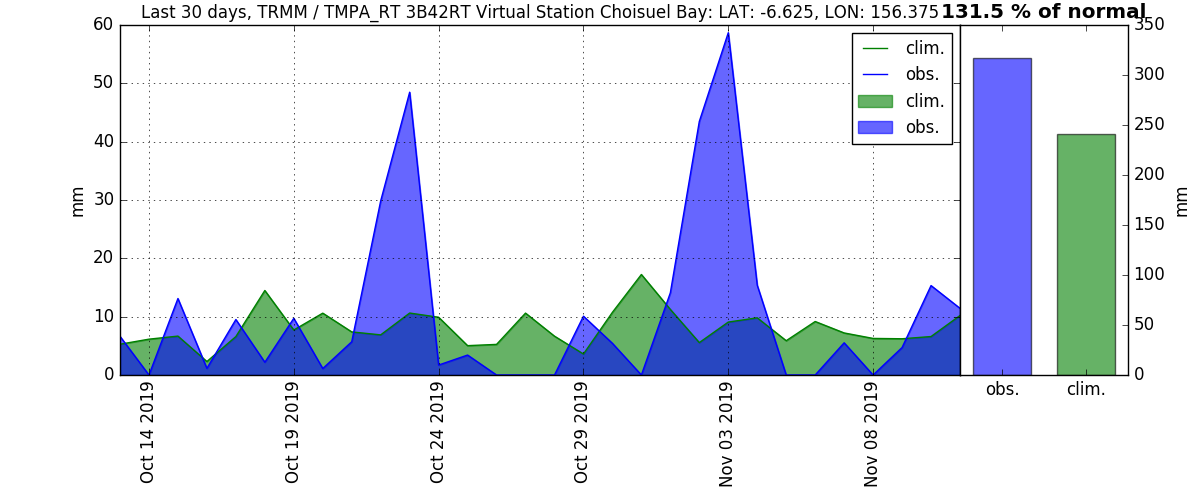 Last 30 days, TRMM / TMPA_RT 3B42RT Virtual Station Choisuel Bay: LAT: -6.625, LON: 156.375 131.5 % of normal
60
50
40
30
20
10
0
mm
clim.
obs.
clim.
obs.
Oct 14 2019
Oct 19 2019
Oct 24 2019
Oct 29 2019
Nov 03 2019
Nov 08 2019
350
300
250
200
150
100
50
0
mm
obs.
clim.